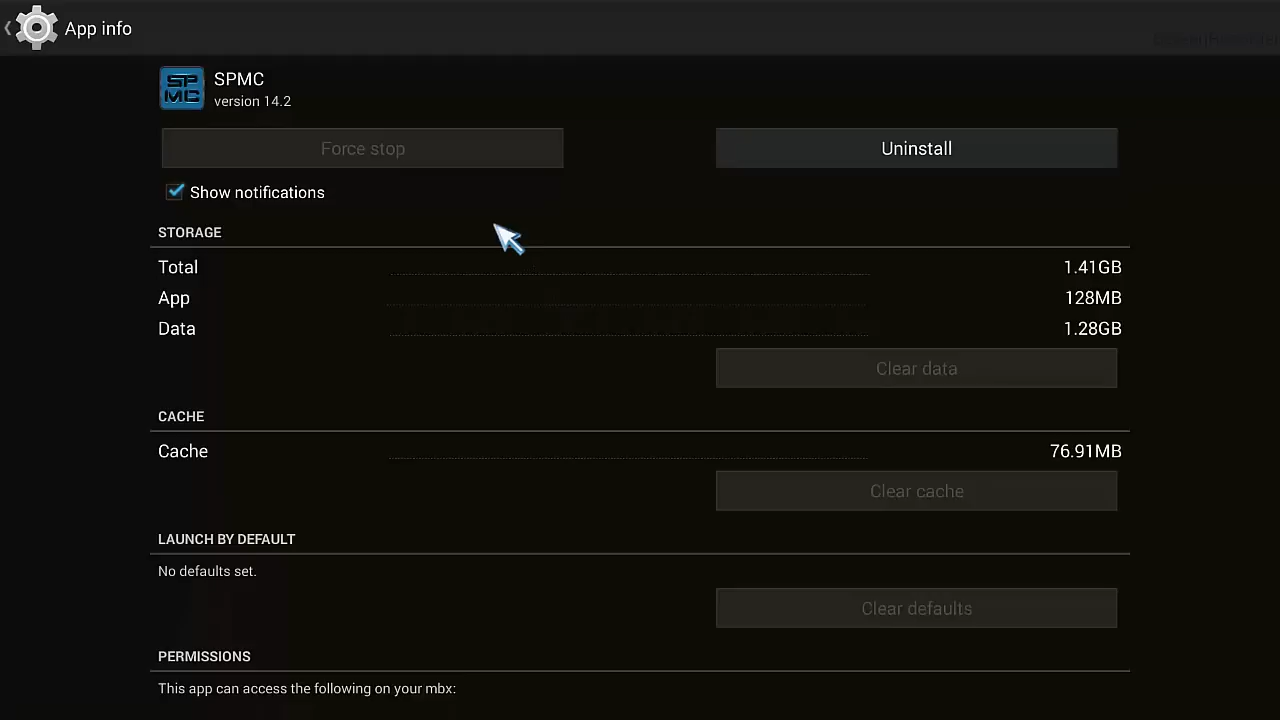 App info
SPMC
SPMC
version 14.2
Force stop
Uninstall
Show notifications
STORAGE
Total 1.41GB
App 128MB
Data 1.28GB
Clear data
CACHE
Cache 76.91MB
Clear cache
LAUNCH BY DEFAULT
No defaults set.
Clear defaults
PERMISSIONS
This app can access the following on your mbx: